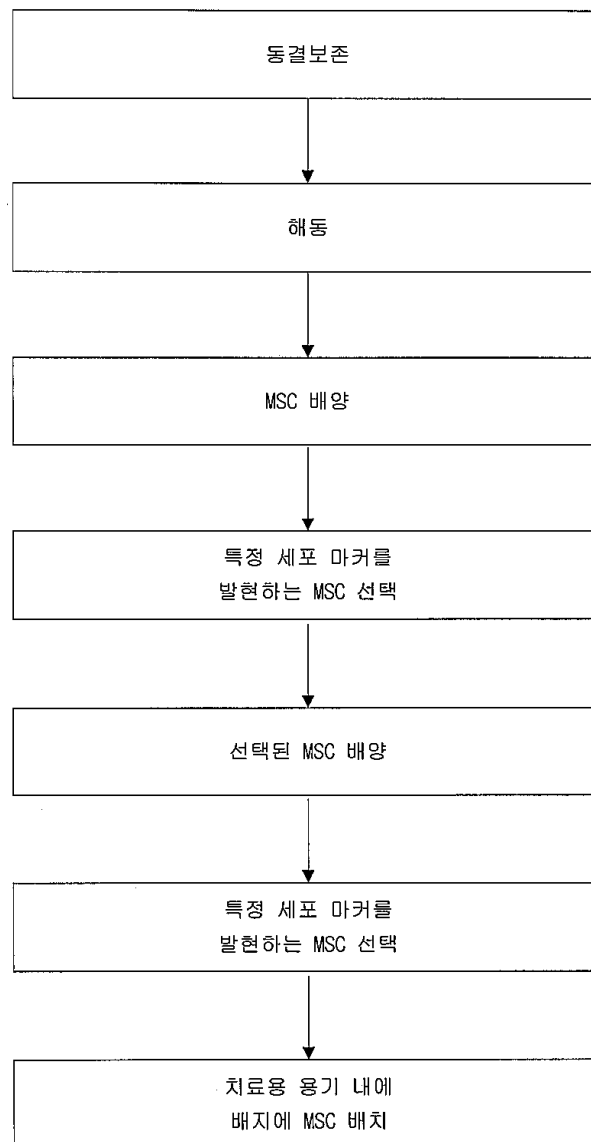 동결보존
해동
MSC 배양
특정 세포 마커를
발현하는 MSC 선택
선택된 MSC 배양
특정 세포 마커를
발현하는 MSC 선택
치료용 용기 내에
배지에 MSC 배치